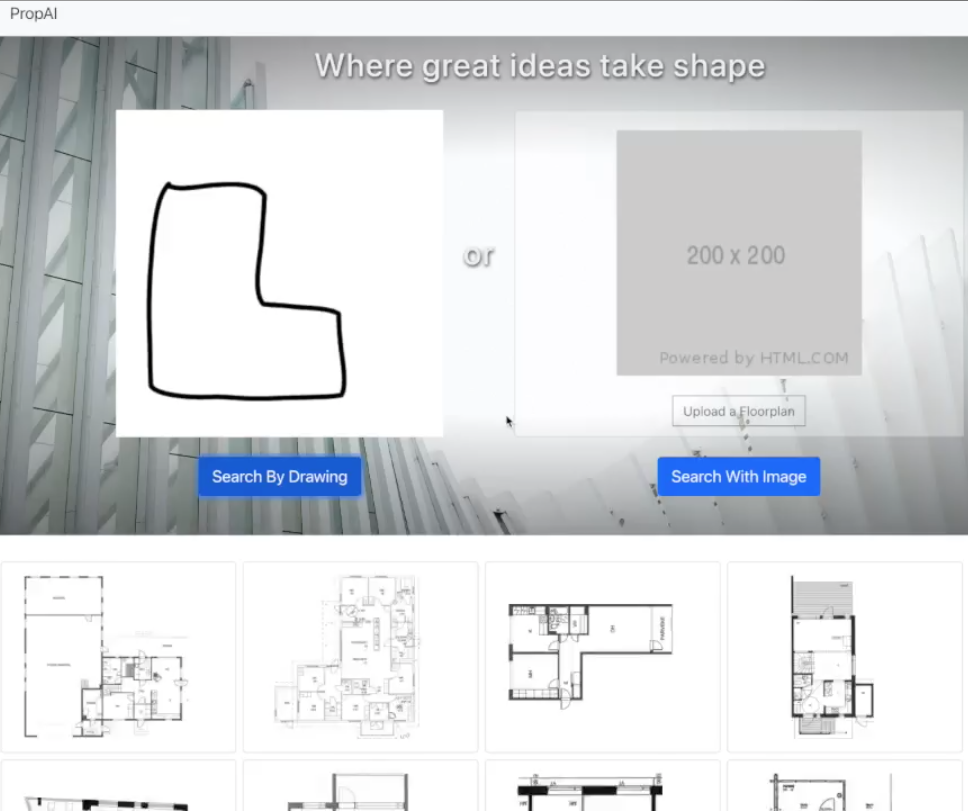 PropAI
Where great ideas take shape
or
200 x 200
Powered by HTML.COM
Upload a Floorplan
Search By Drawing
Search With Image